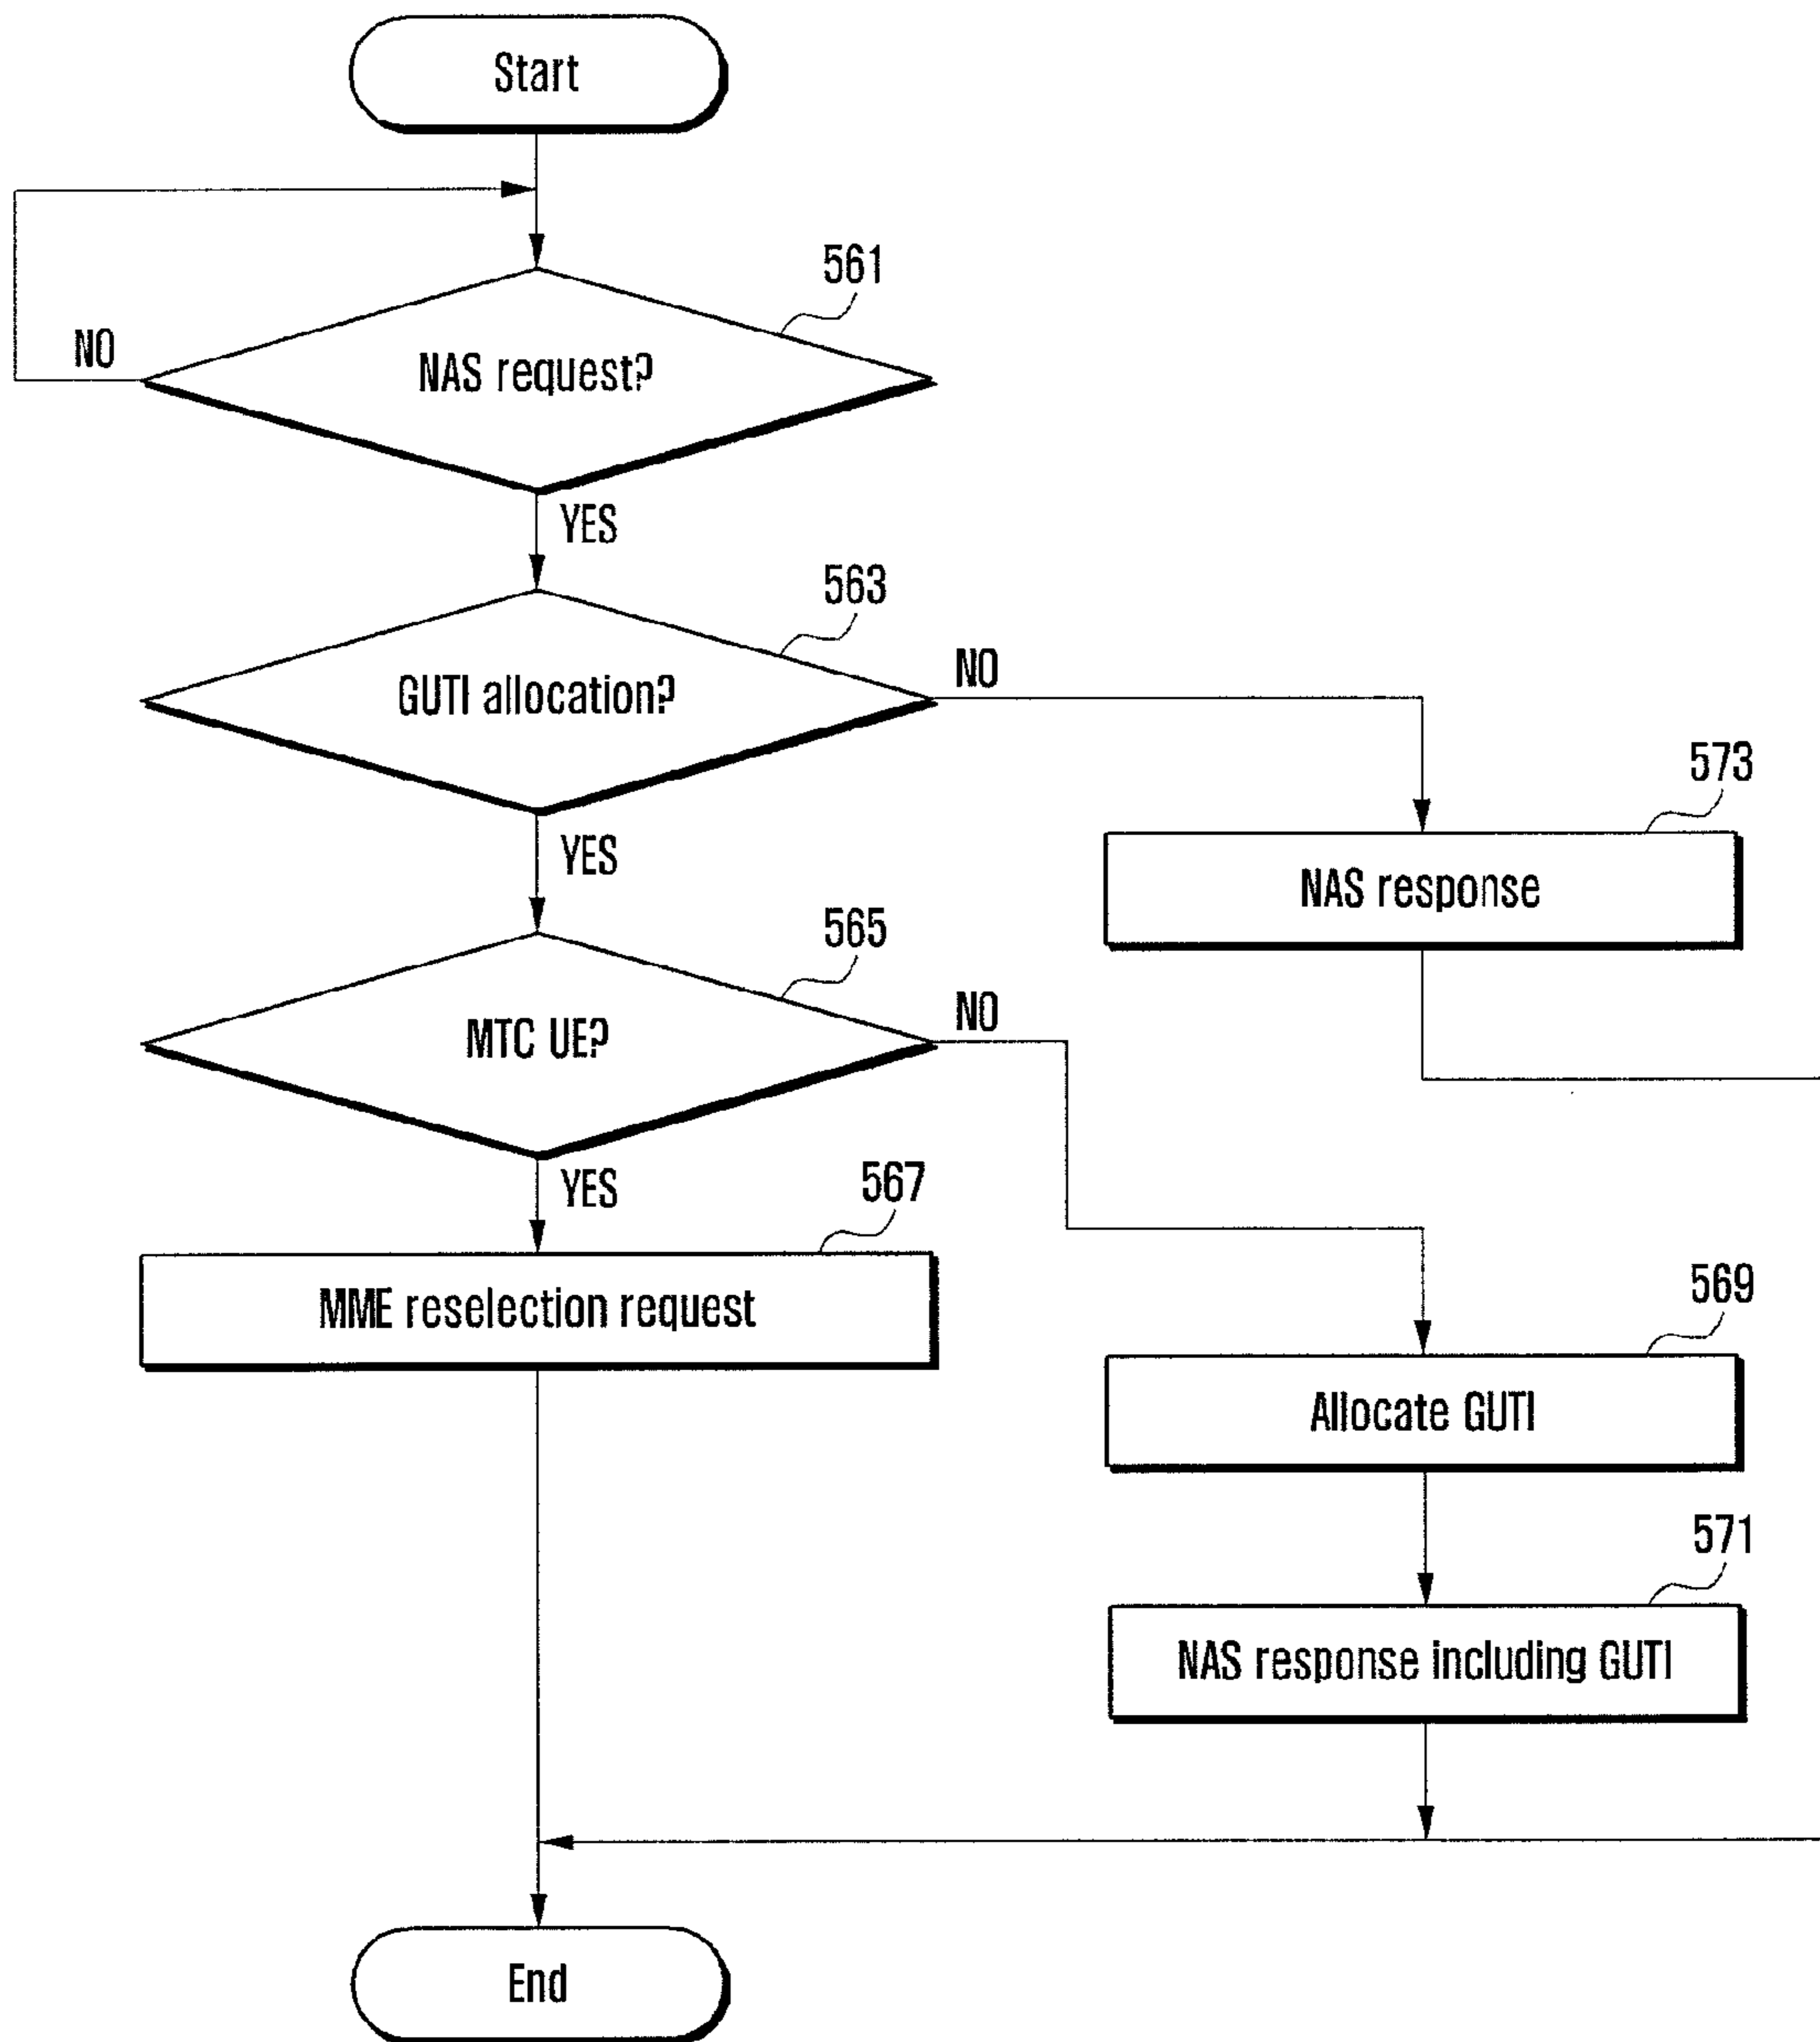 Start
561
NO
NAS request?
YES
563
GUTI allocation?
NO
573
YES
NAS response
565
MTC UE?
NO
YES
567
MME reselection request
569
Allocate GUTI
571
NAS response including GUTI
End